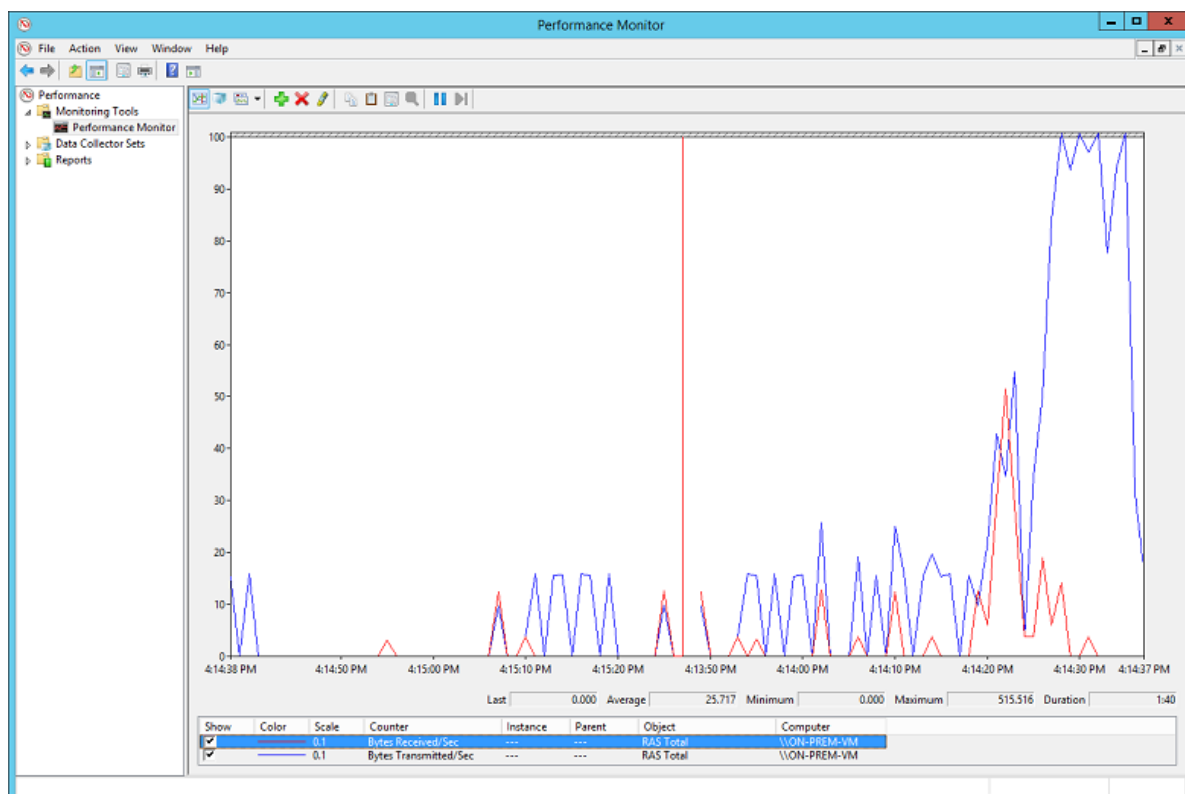 Performance Monitor
File Action View Window Help
Performance
Monitoring Tools
Performance Monitor
Data Collector Sets
Reports
100
90
80
70
60
50
40
30
20
10
0
4:14:38 PM 4:14:50 PM 4:15:00 PM 4:15:10 PM 4:15:20 PM 4:13:50 PM 4:14:00 PM 4:14:10 PM 4:14:20 PM 4:14:30 PM 4:14:37 PM
Last 0.000 Average 25.717 Minimum 0.000 Maximum 515.516 Duration 1:40
Show Color Scale Counter Instance Parent Object Computer
0.1 Bytes Received/Sec --- --- RAS Total \\ON-PREM-VM
0.1 Bytes Transmitted/Sec --- --- RAS Total \\ON-PREM-VM